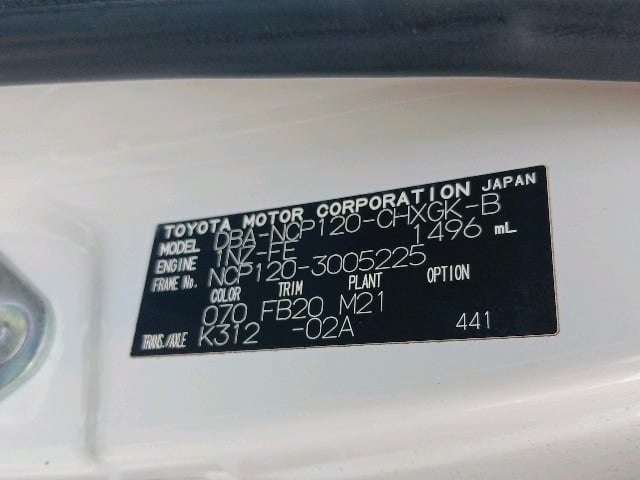 TOYOTA MOTOR CORPORATION JAPAN
MODEL DBA-NCP120-CHXGK-B
ENGINE 1NZ-FE 1496 mL
FRAME No. NCP120-3005225
COLOR TRIM PLANT OPTION
070 FB20 M21
TRANS./AXLE K312 -02A 441